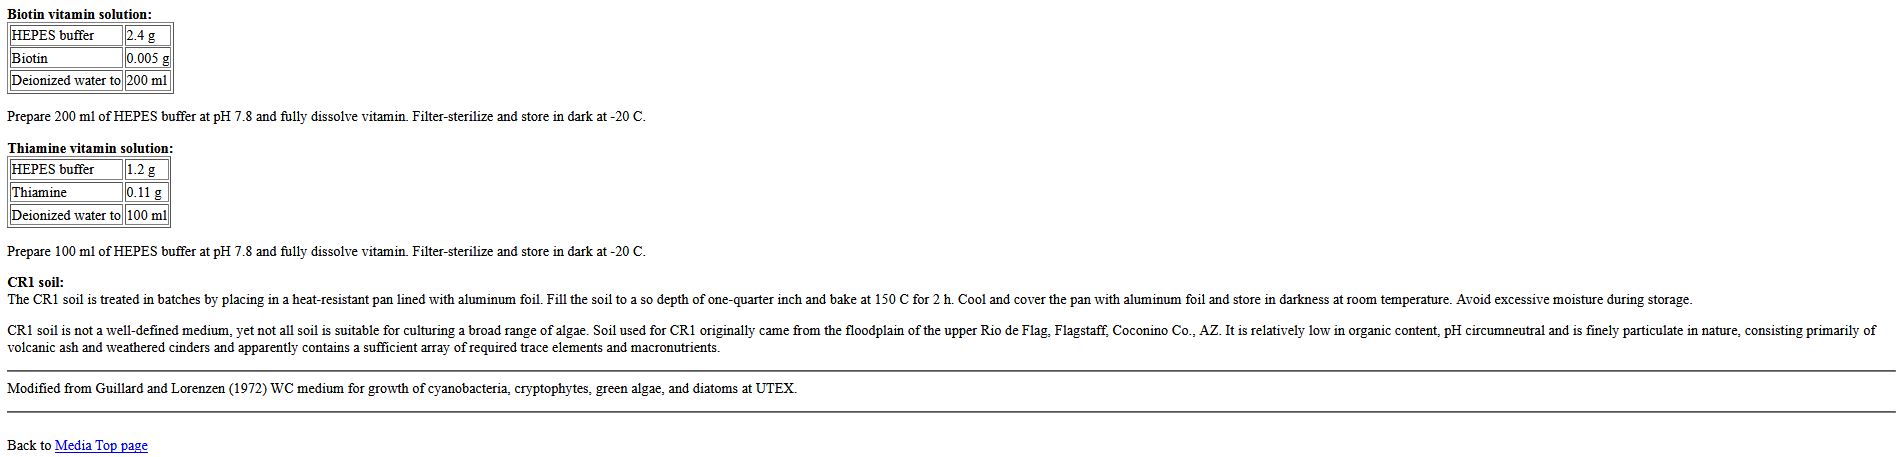 Biotin vitamin solution:
HEPES buffer 2.4 g
Biotin 0.005 g
Deionized water to 200 ml
Prepare 200 ml of HEPES buffer at pH 7.8 and fully dissolve vitamin. Filter-sterilize and store in dark at -20 C.
Thiamine vitamin solution:
HEPES buffer 1.2 g
Thiamine 0.11 g
Deionized water to 100 ml
Prepare 100 ml of HEPES buffer at pH 7.8 and fully dissolve vitamin. Filter-sterilize and store in dark at -20 C.
CR1 soil:
The CR1 soil is treated in batches by placing in a heat-resistant pan lined with aluminum foil. Fill the soil to a so depth of one-quarter inch and bake at 150 C for 2 h. Cool and cover the pan with aluminum foil and store in darkness at room temperature. Avoid excessive moisture during storage.
CR1 soil is not a well-defined medium, yet not all soil is suitable for culturing a broad range of algae. Soil used for CR1 originally came from the floodplain of the upper Rio de Flag, Flagstaff, Coconino Co., AZ. It is relatively low in organic content, pH circumneutral and is finely particulate in nature, consisting primarily of
volcanic ash and weathered cinders and apparently contains a sufficient array of required trace elements and macronutrients.
Modified from Guillard and Lorenzen (1972) WC medium for growth of cyanobacteria, cryptophytes, green algae, and diatoms at UTEX.
Back to Media Top page